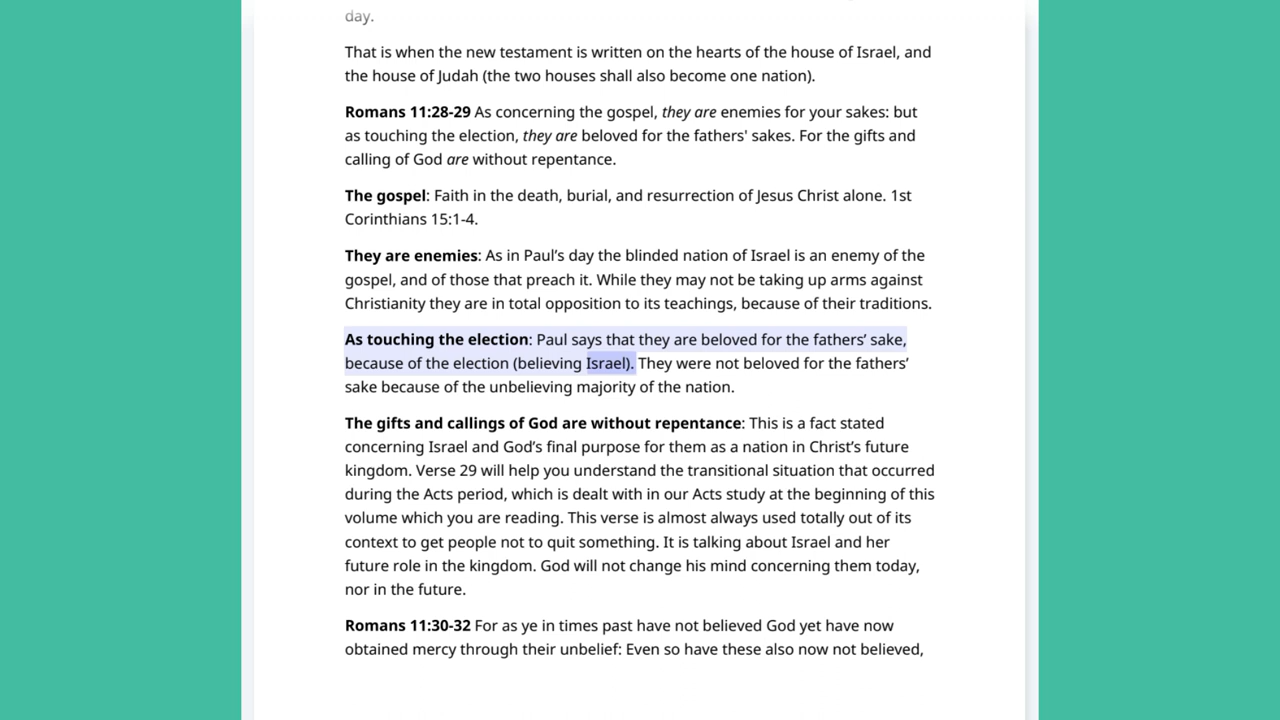 day.
That is when the new testament is written on the hearts of the house of Israel, and
the house of Judah (the two houses shall also become one nation).
Romans 11:28-29 As concerning the gospel, they are enemies for your sakes: but
as touching the election, they are beloved for the fathers' sakes. For the gifts and
calling of God are without repentance.
The gospel: Faith in the death, burial, and resurrection of Jesus Christ alone. 1st
Corinthians 15:1-4.
They are enemies: As in Paul’s day the blinded nation of Israel is an enemy of the
gospel, and of those that preach it. While they may not be taking up arms against
Christianity they are in total opposition to its teachings, because of their traditions.
As touching the election: Paul says that they are beloved for the fathers’ sake,
because of the election (believing Israel). They were not beloved for the fathers’
sake because of the unbelieving majority of the nation.
The gifts and callings of God are without repentance: This is a fact stated
concerning Israel and God’s final purpose for them as a nation in Christ’s future
kingdom. Verse 29 will help you understand the transitional situation that occurred
during the Acts period, which is dealt with in our Acts study at the beginning of this
volume which you are reading. This verse is almost always used totally out of its
context to get people not to quit something. It is talking about Israel and her
future role in the kingdom. God will not change his mind concerning them today,
nor in the future.
Romans 11:30-32 For as ye in times past have not believed God yet have now
obtained mercy through their unbelief: Even so have these also now not believed,